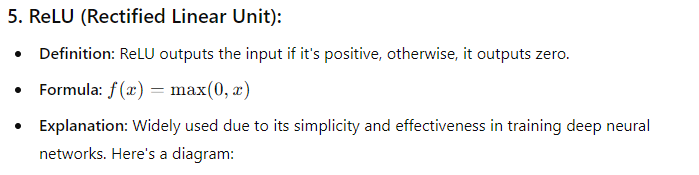 5. ReLU (Rectified Linear Unit):
• Definition: ReLU outputs the input if it's positive, otherwise, it outputs zero.
• Formula: f(x) = max(0, x)
• Explanation: Widely used due to its simplicity and effectiveness in training deep neural
networks. Here's a diagram: